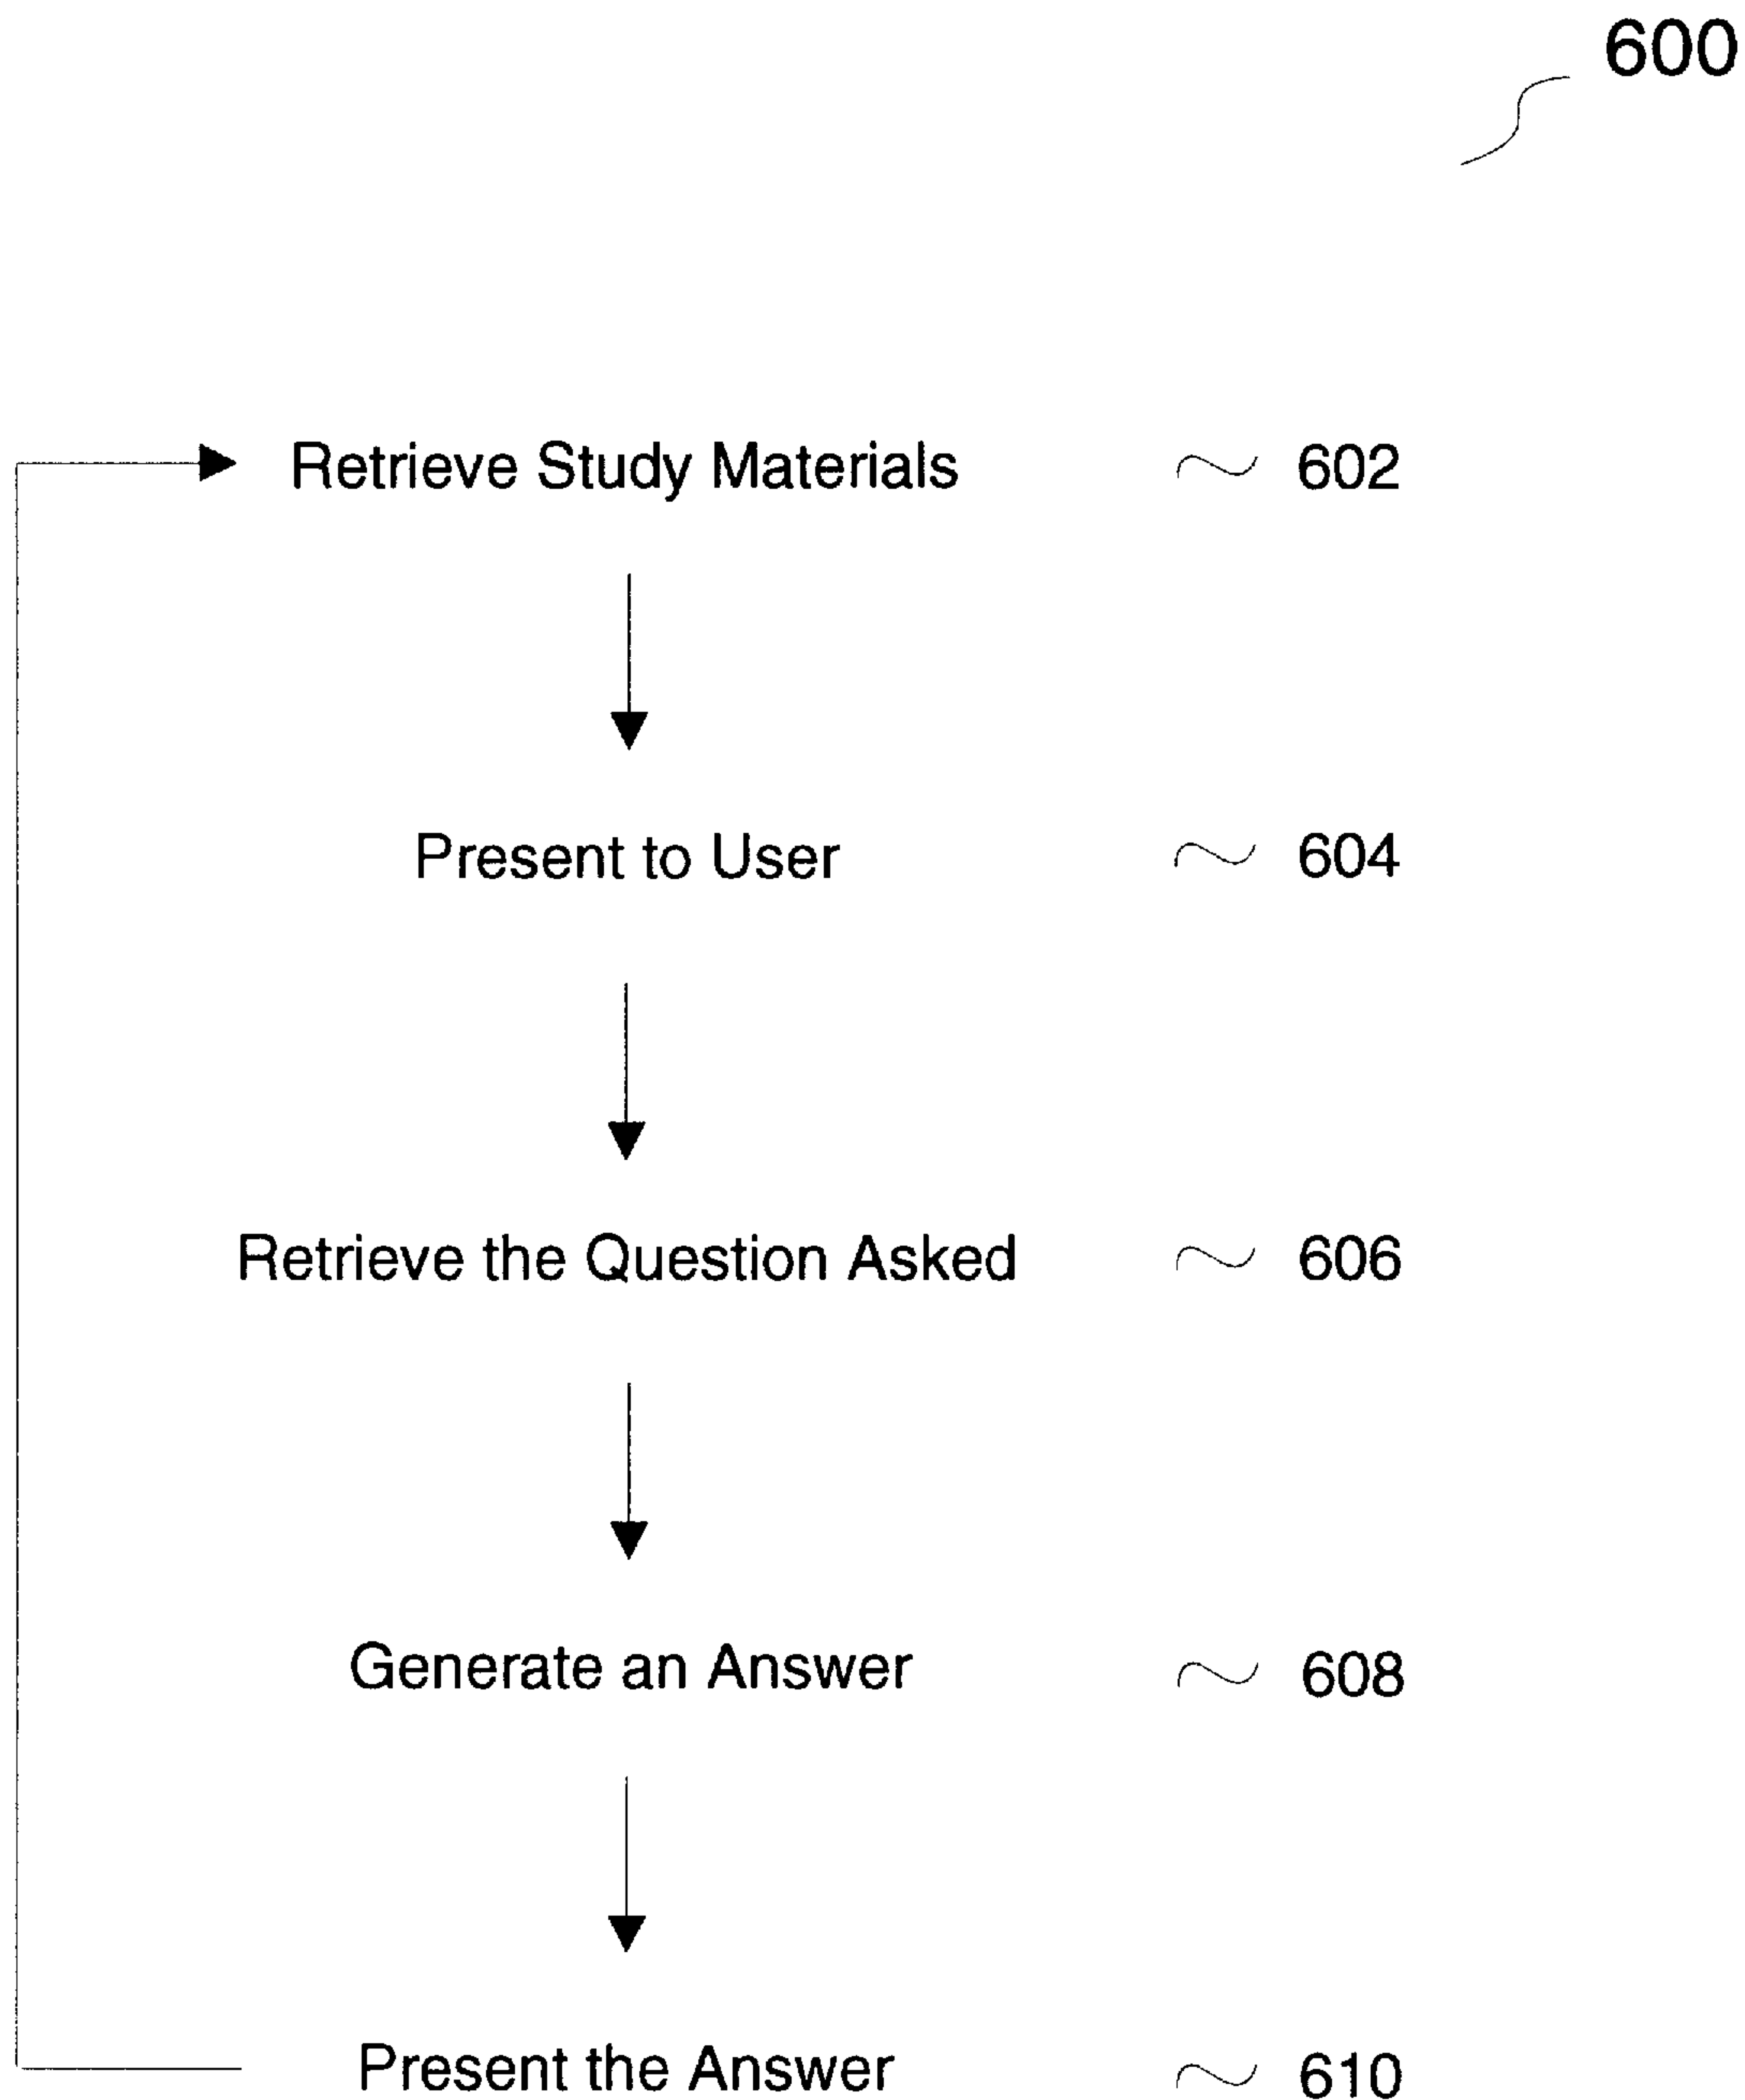 600
Retrieve Study Materials 602
Present to User 604
Retrieve the Question Asked 606
Generate an Answer 608
Present the Answer 610